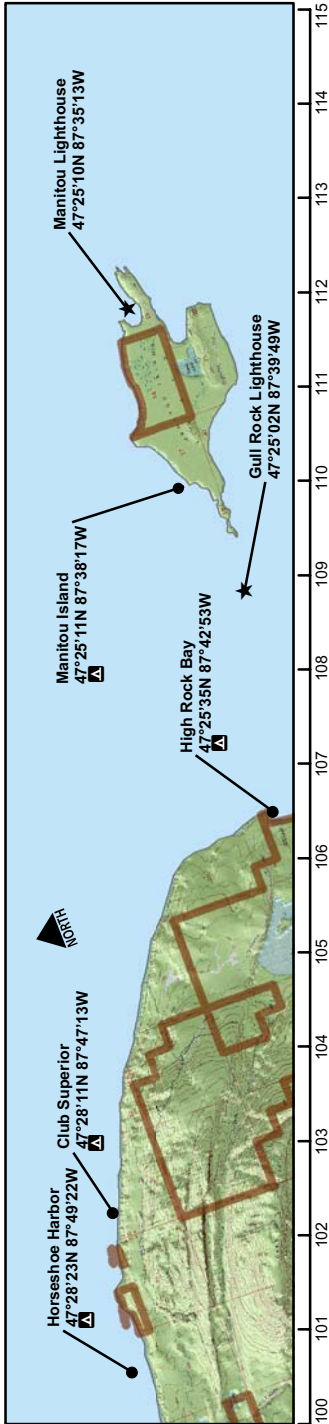 Horseshoe Harbor
47°28'23N 87°49'22W
Club Superior
47°28'11N 87°47'13W
NORTH
High Rock Bay
47°25'35N 87°42'53W
Manitou Island
47°25'11N 87°38'17W
Gull Rock Lighthouse
47°25'02N 87°39'49W
Manitou Lighthouse
47°25'10N 87°35'13W
100 101 102 103 104 105 106 107 108 109 110 111 112 113 114 115